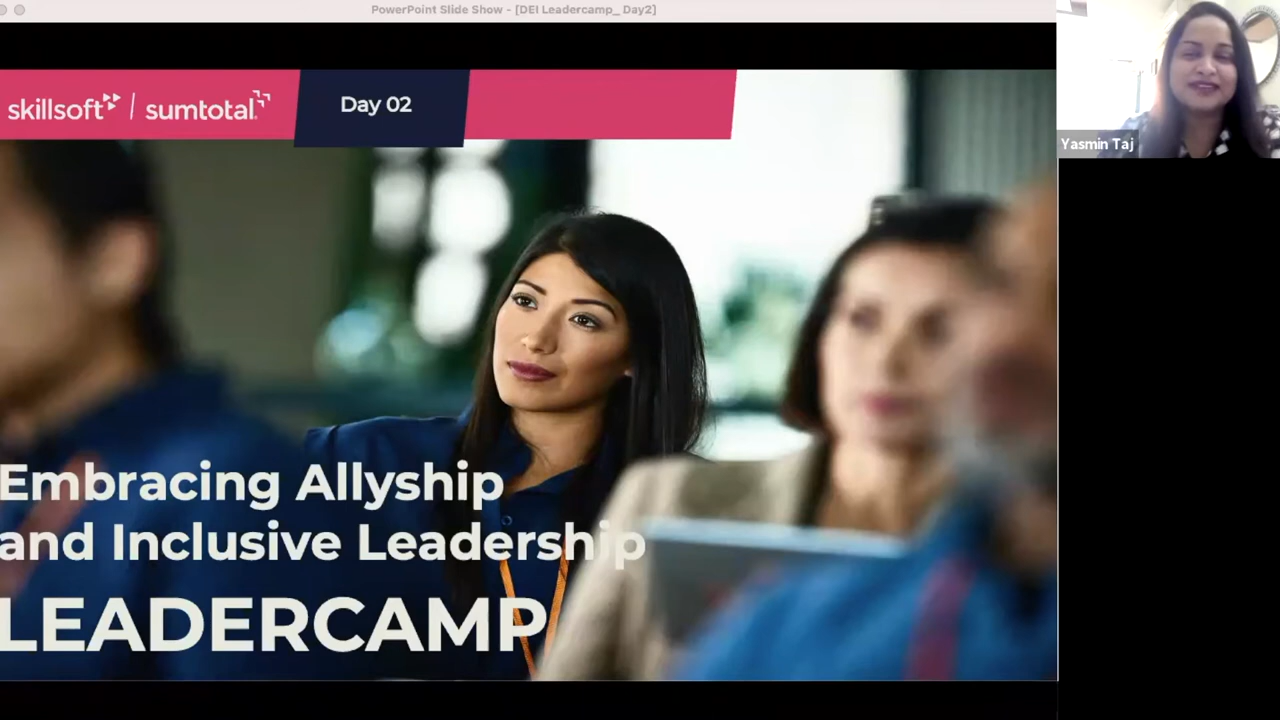 PowerPoint Slide Show - [DEI Leadercamp_ Day2]
skillsoft | sumtotal
Day 02
Yasmin Taj
Embracing Allyship
and Inclusive Leadership
LEADERCAMP